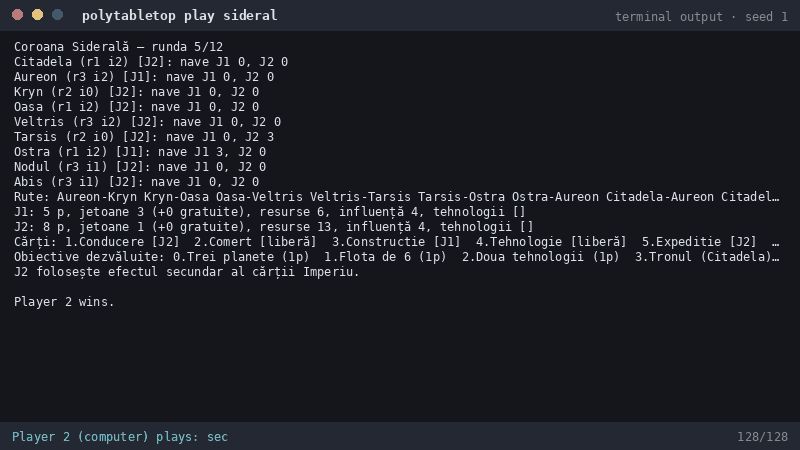 polytabletop play sideral
terminal output · seed 1
Coroana Siderală — runda 5/12
Citadela (r1 i2) [J2]: nave J1 0, J2 0
Aureon (r3 i2) [J1]: nave J1 0, J2 0
Kryn (r2 i0) [J2]: nave J1 0, J2 0
Oasa (r1 i2) [J2]: nave J1 0, J2 0
Veltris (r3 i2) [J2]: nave J1 0, J2 0
Tarsis (r2 i0) [J2]: nave J1 0, J2 3
Ostra (r1 i2) [J1]: nave J1 3, J2 0
Nodul (r3 i1) [J2]: nave J1 0, J2 0
Abis (r3 i1) [J2]: nave J1 0, J2 0
Rute: Aureon-Kryn Kryn-Oasa Oasa-Veltris Veltris-Tarsis Tarsis-Ostra Ostra-Aureon Citadela-Aureon Citadel…
J1: 5 p, jetoane 3 (+0 gratuite), resurse 6, influență 4, tehnologii []
J2: 8 p, jetoane 1 (+0 gratuite), resurse 13, influență 4, tehnologii []
Cărți: 1.Conducere [J2]  2.Comert [liberă]  3.Constructie [J1]  4.Tehnologie [liberă]  5.Expeditie [J2]  …
Obiective dezvăluite: 0.Trei planete (1p)  1.Flota de 6 (1p)  2.Doua tehnologii (1p)  3.Tronul (Citadela)…
J2 folosește efectul secundar al cărții Imperiu.
Player 2 wins.
Player 2 (computer) plays: sec
128/128